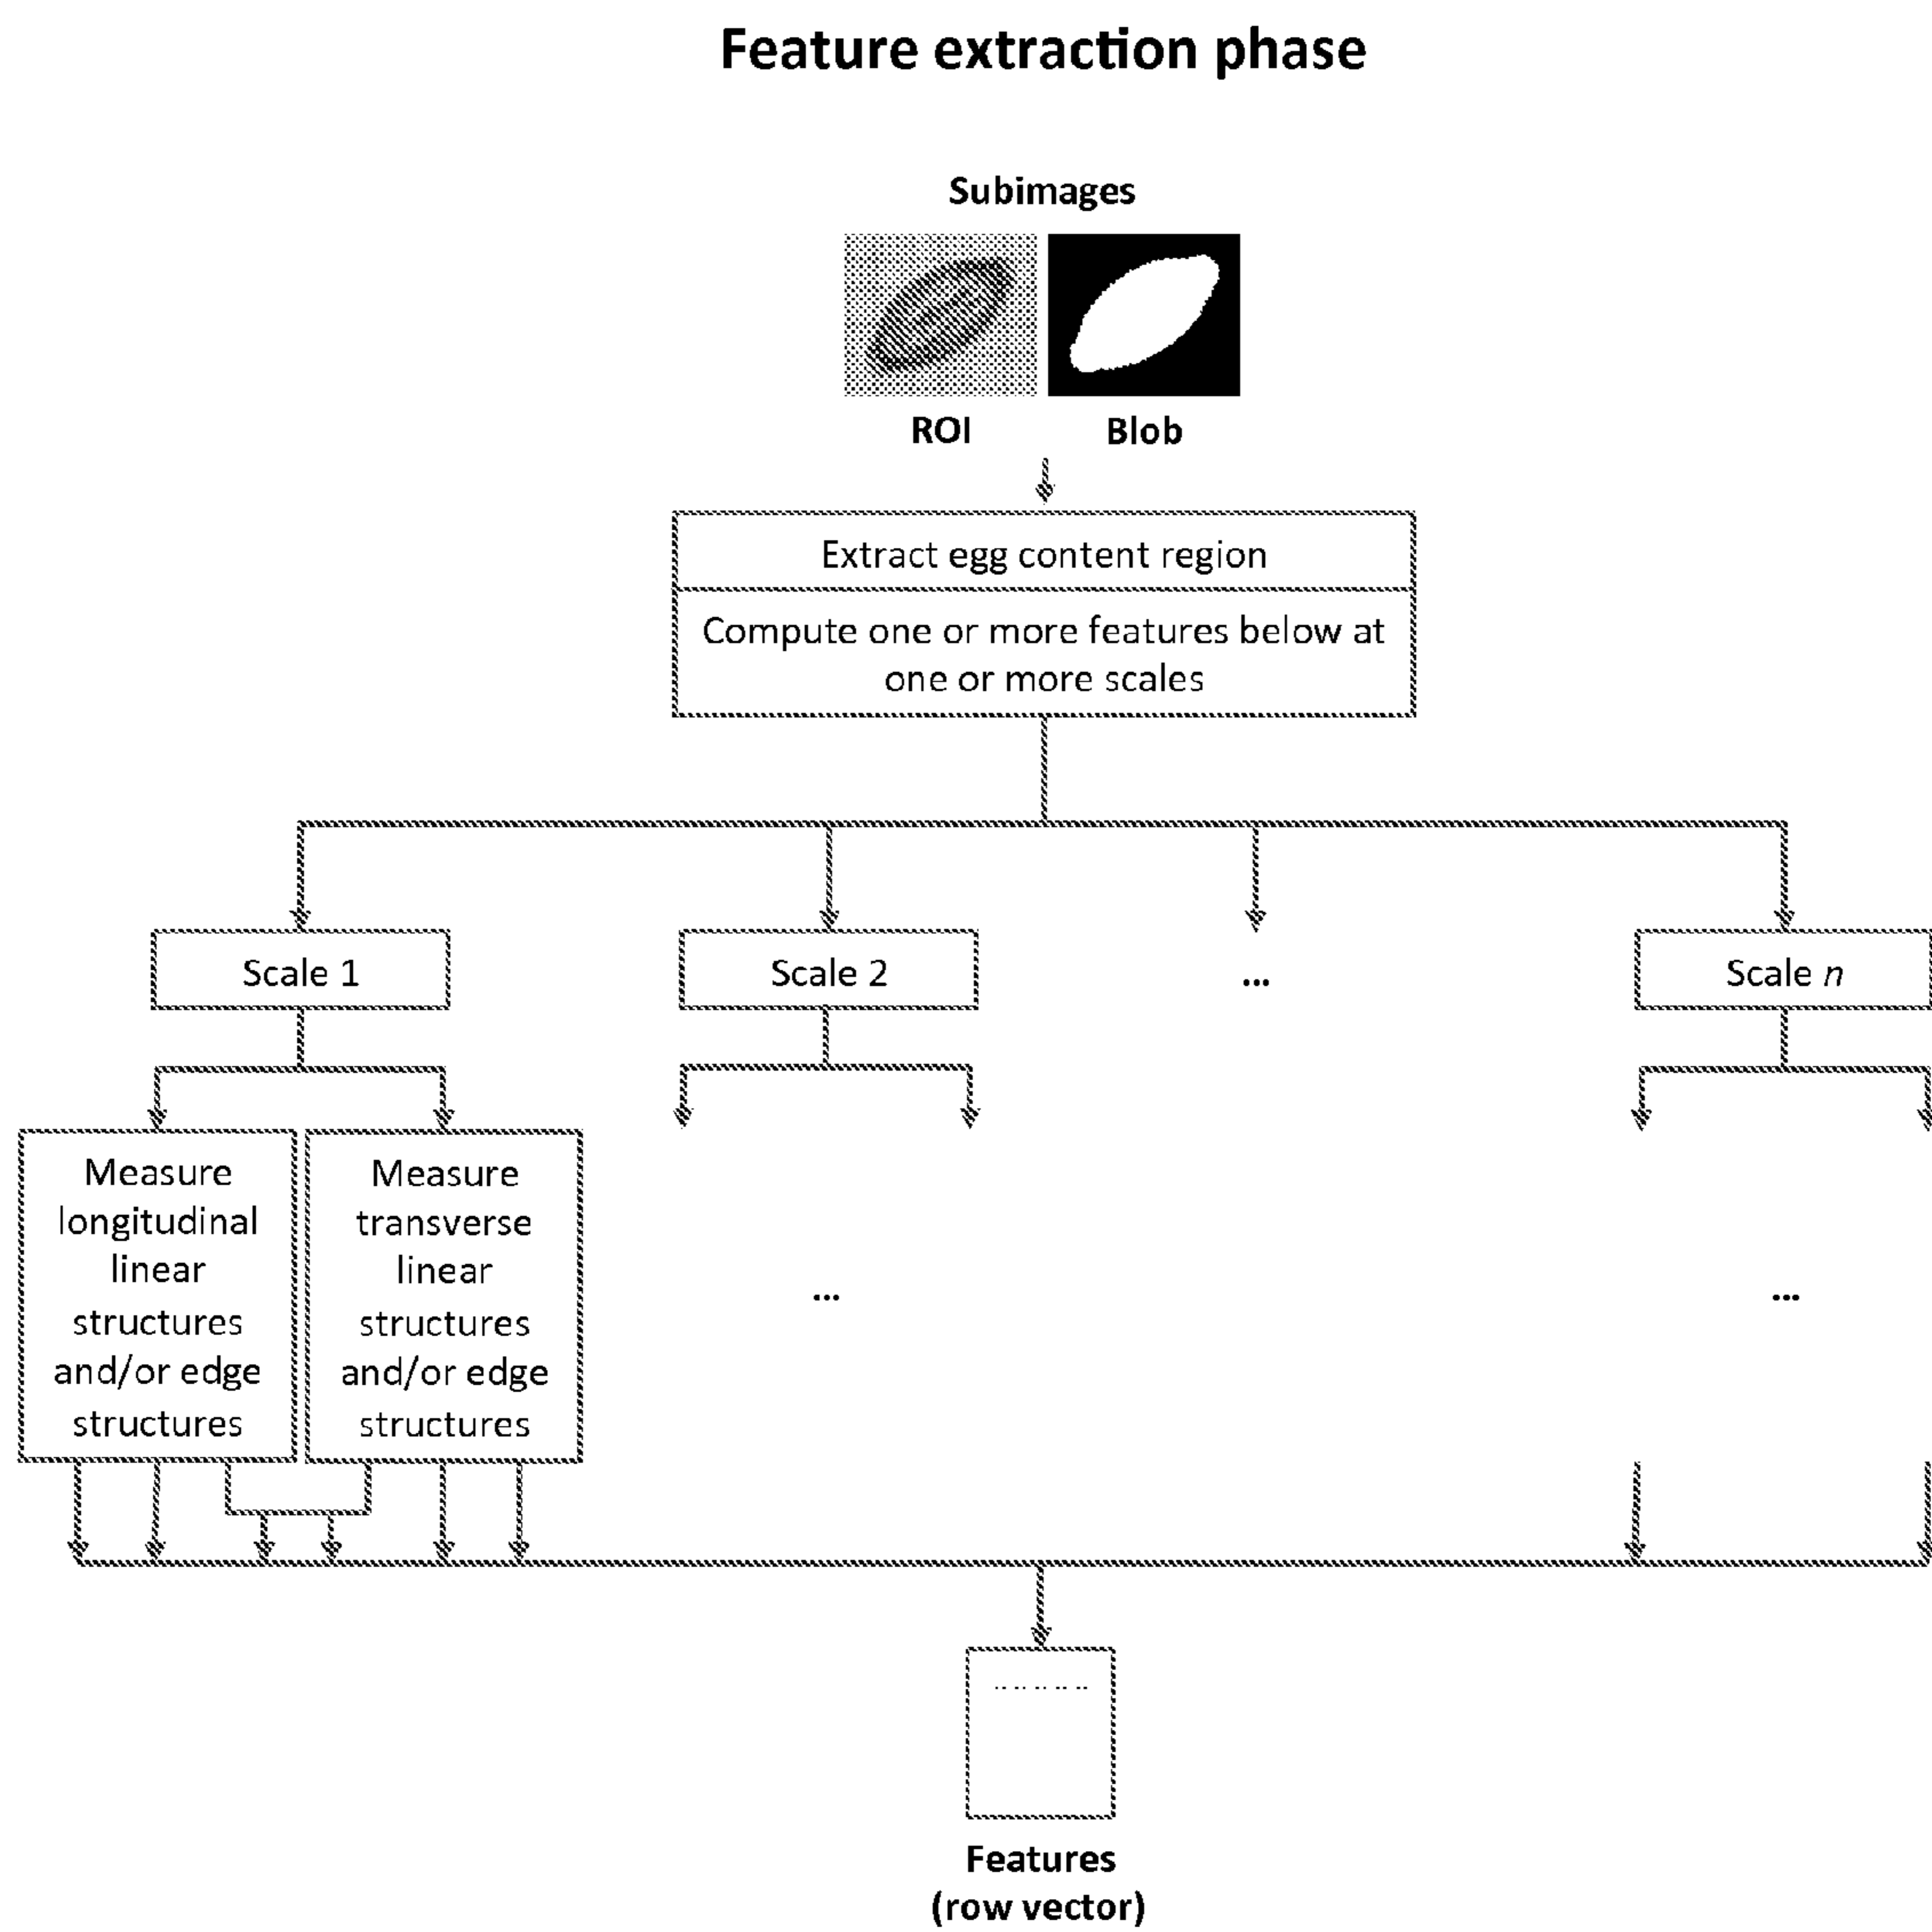 Feature extraction phase
Subimages
ROI
Blob
Extract egg content region
Compute one or more features below at
one or more scales
Scale 1
Scale 2
...
Scale n
Measure
longitudinal
linear
structures
and/or edge
structures
Measure
transverse
linear
structures
and/or edge
structures
...
...
Features
(row vector)